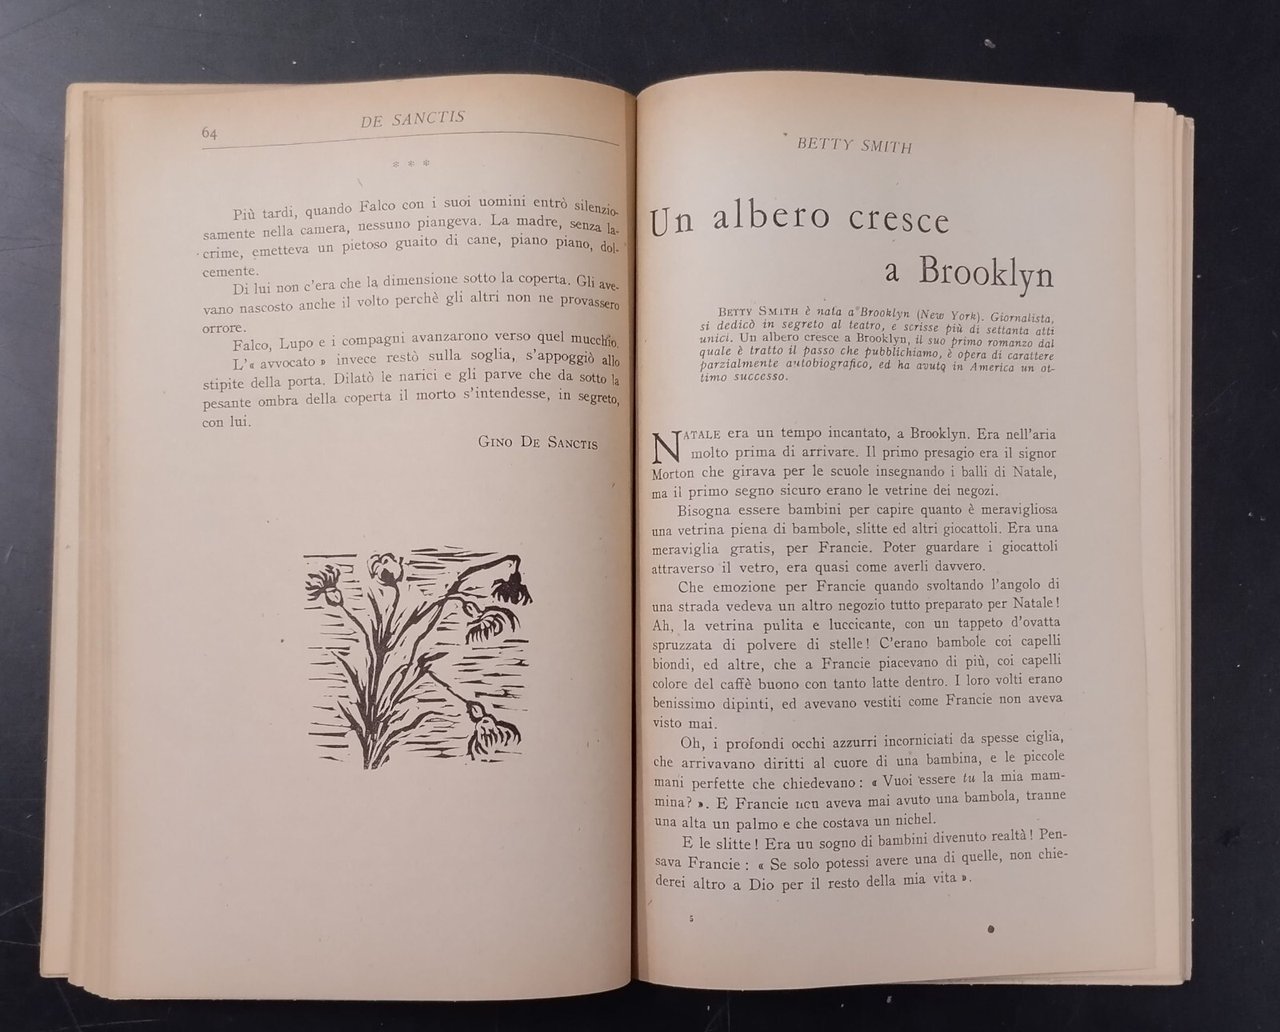 64
DE SANCTIS
* * *
Più tardi, quando Falco con i suoi uomini entrò silenzio-
samente nella camera, nessuno piangeva. La madre, senza la-
crime, emetteva un pietoso guaito di cane, piano piano, dol-
cemente.
Di lui non c'era che la dimensione sotto la coperta. Gli ave-
vano nascosto anche il volto perchè gli altri non ne provassero
orrore.
Falco, Lupo e i compagni avanzarono verso quel mucchio.
L'« avvocato » invece restò sulla soglia, s'appoggiò allo
stipite della porta. Dilatò le narici e gli parve che da sotto la
pesante ombra della coperta il morto s'intendesse, in segreto,
con lui.
GINO DE SANCTIS
BETTY SMITH
Un albero cresce
a Brooklyn
BETTY SMITH è nata a Brooklyn (New York). Giornalista,
si dedicò in segreto al teatro, e scrisse più di settanta atti
unici. Un albero cresce a Brooklyn, il suo primo romanzo dal
quale è tratto il passo che pubblichiamo, è opera di carattere
parzialmente autobiografico, ed ha avuto in America un ot-
timo successo.
NATALE era un tempo incantato, a Brooklyn. Era nell'aria
molto prima di arrivare. Il primo presagio era il signor
Morton che girava per le scuole insegnando i balli di Natale,
ma il primo segno sicuro erano le vetrine dei negozi.
Bisogna essere bambini per capire quanto è meravigliosa
una vetrina piena di bambole, slitte ed altri giocattoli. Era una
meraviglia gratis, per Francie. Poter guardare i giocattoli
attraverso il vetro, era quasi come averli davvero.
Che emozione per Francie quando svoltando l'angolo di
una strada vedeva un altro negozio tutto preparato per Natale!
Ah, la vetrina pulita e luccicante, con un tappeto d'ovatta
spruzzata di polvere di stelle! C'erano bambole coi capelli
biondi, ed altre, che a Francie piacevano di più, coi capelli
colore del caffè buono con tanto latte dentro. I loro volti erano
benissimo dipinti, ed avevano vestiti come Francie non aveva
visto mai.
Oh, i profondi occhi azzurri incorniciati da spesse ciglia,
che arrivavano diritti al cuore di una bambina, e le piccole
mani perfette che chiedevano: « Vuoi essere tu la mia mam-
mina? ». E Francie non aveva mai avuto una bambola, tranne
una alta un palmo e che costava un nichel.
E le slitte! Era un sogno di bambini divenuto realtà! Pen-
sava Francie: « Se solo potessi avere una di quelle, non chie-
derei altro a Dio per il resto della mia vita ».
5